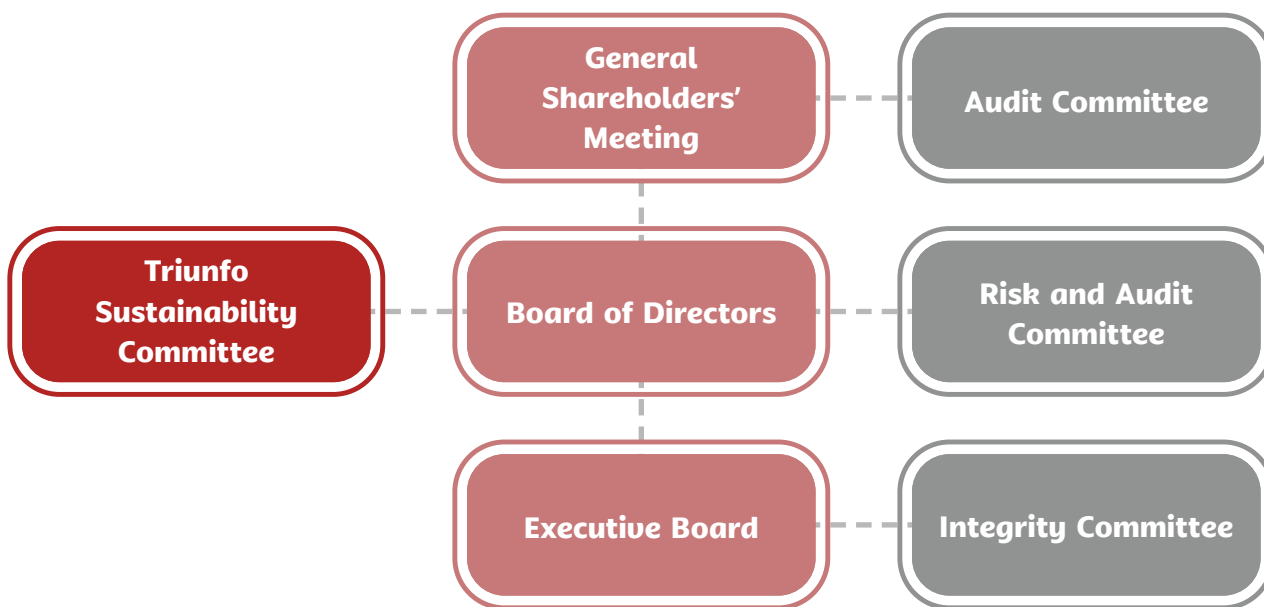 General
Shareholders’
Meeting
Audit Committee
Triunfo
Sustainability
Committee
Board of Directors
Risk and Audit
Committee
Executive Board
Integrity Committee